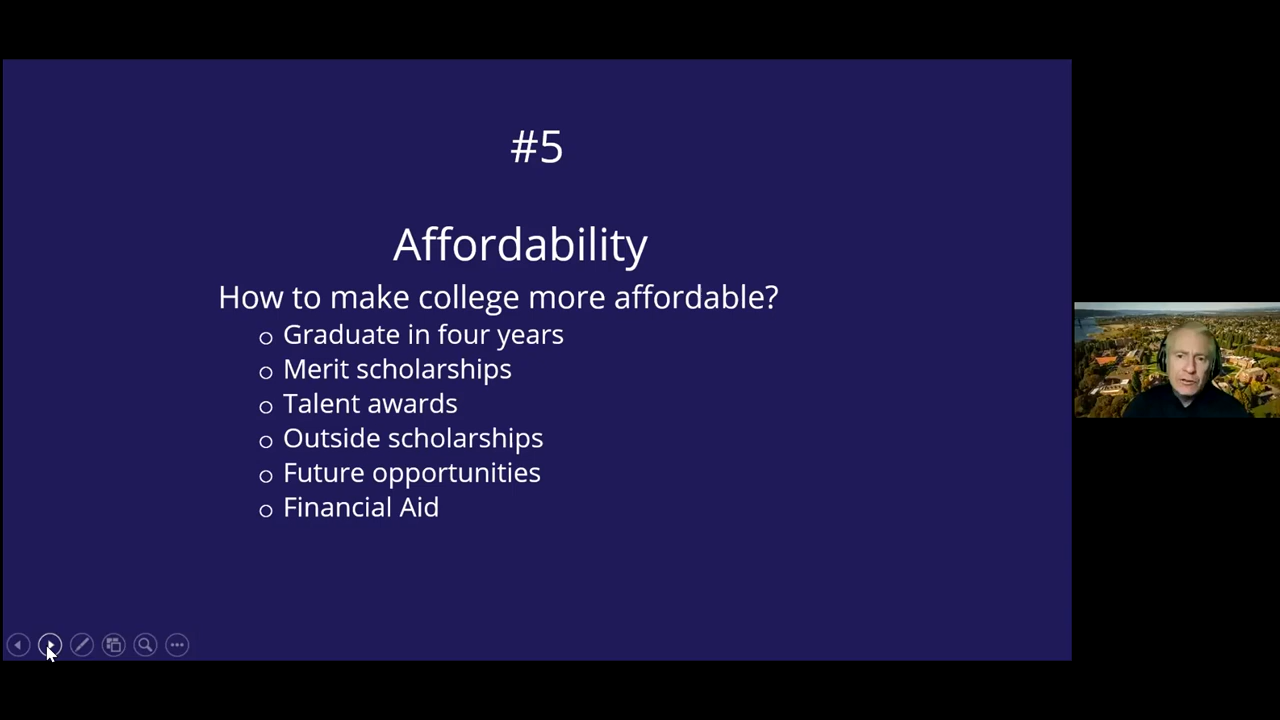 #5
Affordability
How to make college more affordable?
Graduate in four years
Merit scholarships
Talent awards
Outside scholarships
Future opportunities
Financial Aid